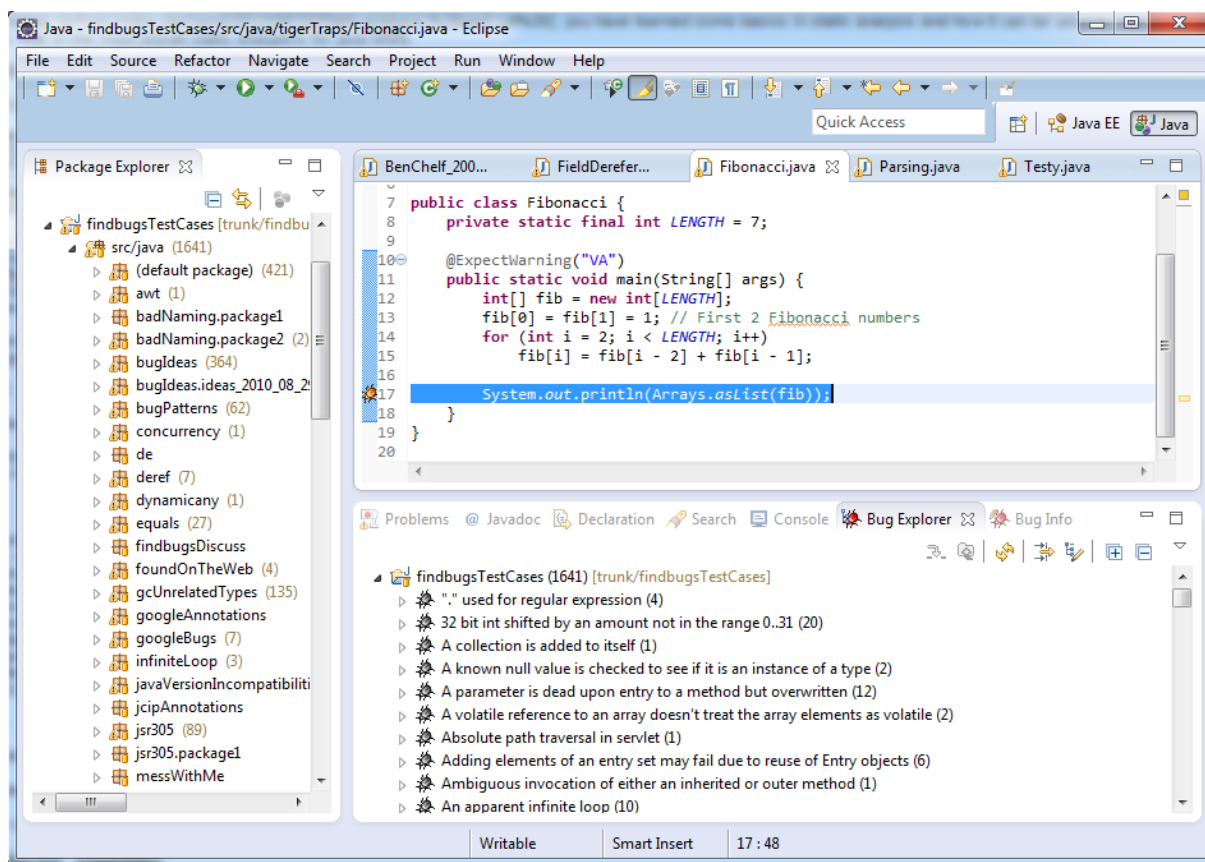 Java - findbugsTestCases/src/java/tigerTraps/Fibonacci.java - Eclipse
File Edit Source Refactor Navigate Search Project Run Window Help
Quick Access
Java EE
Java
Package Explorer
findbugsTestCases [trunk/findbu
src/java (1641)
(default package) (421)
awt (1)
badNaming.package1
badNaming.package2 (2)
bugIdeas (364)
bugIdeas.ideas_2010_08_2
bugPatterns (62)
concurrency (1)
de
deref (7)
dynamicany (1)
equals (27)
findbugsDiscuss
foundOnTheWeb (4)
gcUnrelatedTypes (135)
googleAnnotations
googleBugs (7)
infiniteLoop (3)
javaVersionIncompatibiliti
jcipAnnotations
jsr305 (89)
jsr305.package1
messWithMe
BenChelf_200... FieldDerefer... Fibonacci.java Parsing.java Testy.java
7 public class Fibonacci {
8 private static final int LENGTH = 7;
9
10 @ExpectWarning("VA")
11 public static void main(String[] args) {
12 int[] fib = new int[LENGTH];
13 fib[0] = fib[1] = 1; // First 2 Fibonacci numbers
14 for (int i = 2; i < LENGTH; i++)
15 fib[i] = fib[i - 2] + fib[i - 1];
16
17 System.out.println(Arrays.asList(fib));
18 }
19 }
20
Problems @ Javadoc Declaration Search Console Bug Explorer Bug Info
findbugsTestCases (1641) [trunk/findbugsTestCases]
"." used for regular expression (4)
32 bit int shifted by an amount not in the range 0..31 (20)
A collection is added to itself (1)
A known null value is checked to see if it is an instance of a type (2)
A parameter is dead upon entry to a method but overwritten (12)
A volatile reference to an array doesn't treat the array elements as volatile (2)
Absolute path traversal in servlet (1)
Adding elements of an entry set may fail due to reuse of Entry objects (6)
Ambiguous invocation of either an inherited or outer method (1)
An apparent infinite loop (10)
Writable Smart Insert 17 : 48